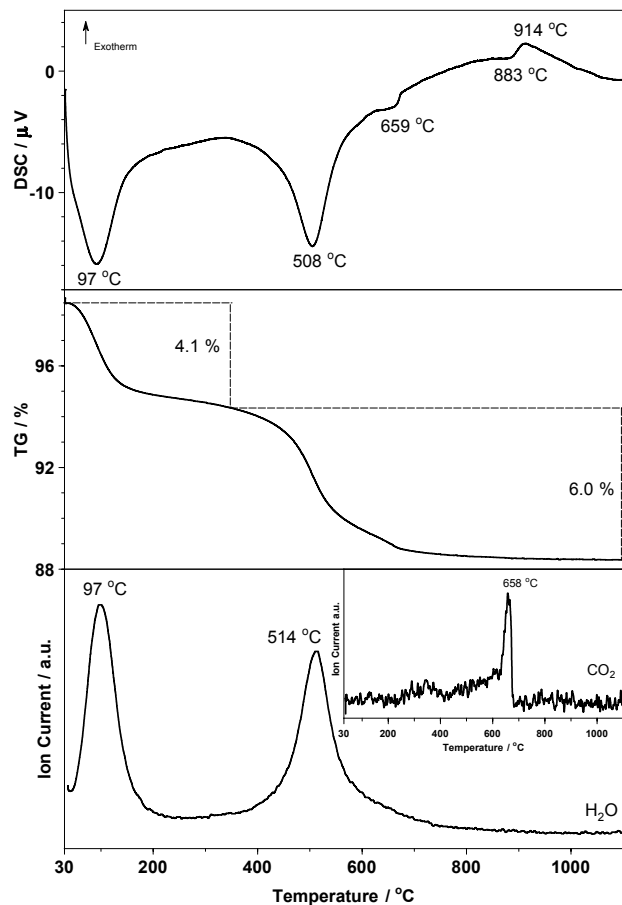 914 °C
Exotherm
0
883 °C
659 °C
DSC / µ V
-10
508 °C
97 °C
4.1 %
96
TG / %
92
6.0 %
88
97 °C
658 °C
514 °C
Ion Current a.u.
CO2
Ion Current / a.u.
30 200 400 600 800 1000
Temperature / °C
H2O
30 200 400 600 800 1000
Temperature / °C